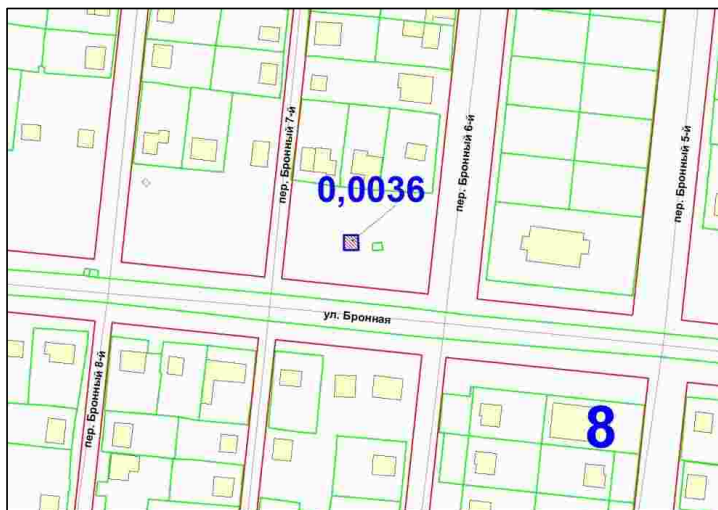 пер. Бронный 7-й
пер. Бронный 6-й
пер. Бронный 5-й
0,0036
ул. Бронная
пер. Бронный 8-й
8